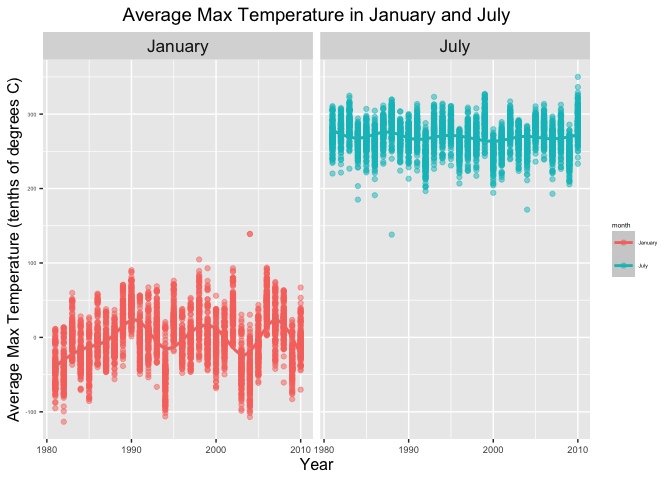 Average Max Temperature in January and July
January July
Average Max Temperature (tenths of degrees C)
300
200
100
0
-100
1980 1990 2000 2010 1980 1990 2000 2010
Year
month
January
July